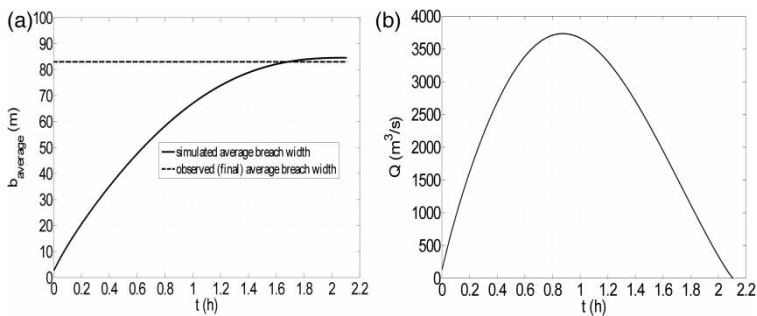 (a)
100
90
80
70
60
50
40
30
20
10
0
b_average (m)
simulated average breach width
observed (final) average breach width
0 0.2 0.4 0.6 0.8 1 1.2 1.4 1.6 1.8 2 2.2
t (h)
(b)
4000
3500
3000
2500
2000
1500
1000
500
0
Q (m³/s)
0 0.2 0.4 0.6 0.8 1 1.2 1.4 1.6 1.8 2 2.2
t (h)